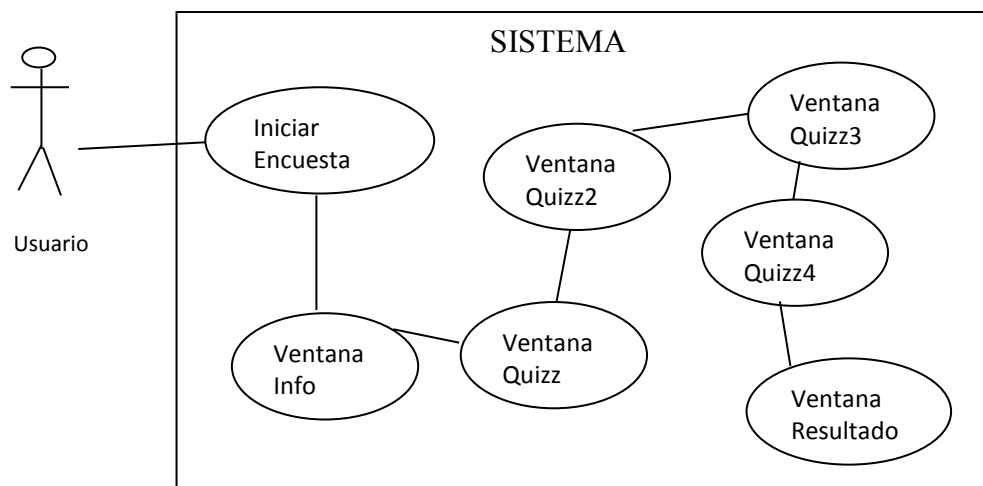 SISTEMA
Usuario
Iniciar
Encuesta
Ventana
Info
Ventana
Quizz
Ventana
Quizz2
Ventana
Quizz3
Ventana
Quizz4
Ventana
Resultado